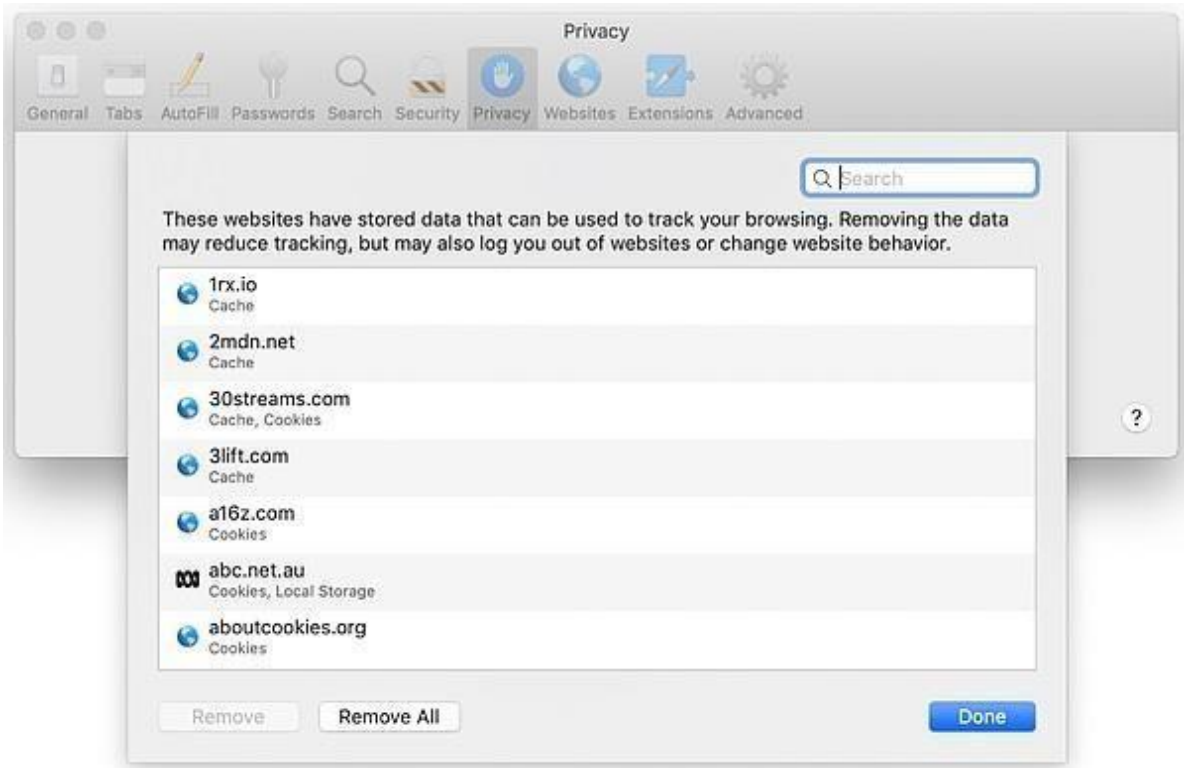 Privacy
General Tabs AutoFill Passwords Search Security Privacy Websites Extensions Advanced
Search
These websites have stored data that can be used to track your browsing. Removing the data
may reduce tracking, but may also log you out of websites or change website behavior.
1rx.io
Cache
2mdn.net
Cache
30streams.com
Cache, Cookies
3lift.com
Cache
a16z.com
Cookies
abc.net.au
Cookies, Local Storage
aboutcookies.org
Cookies
?
Remove Remove All Done